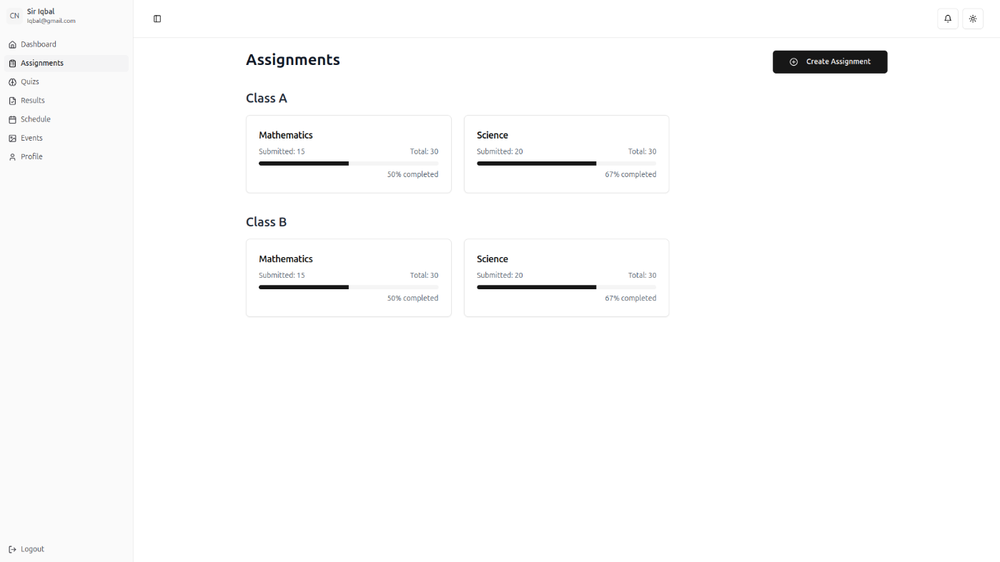 CN
Sir Iqbal
Iqbal@gmail.com
Dashboard
Assignments
Quizs
Results
Schedule
Events
Profile
Logout
Assignments
Create Assignment
Class A
Mathematics
Submitted: 15 Total: 30
50% completed
Science
Submitted: 20 Total: 30
67% completed
Class B
Mathematics
Submitted: 15 Total: 30
50% completed
Science
Submitted: 20 Total: 30
67% completed